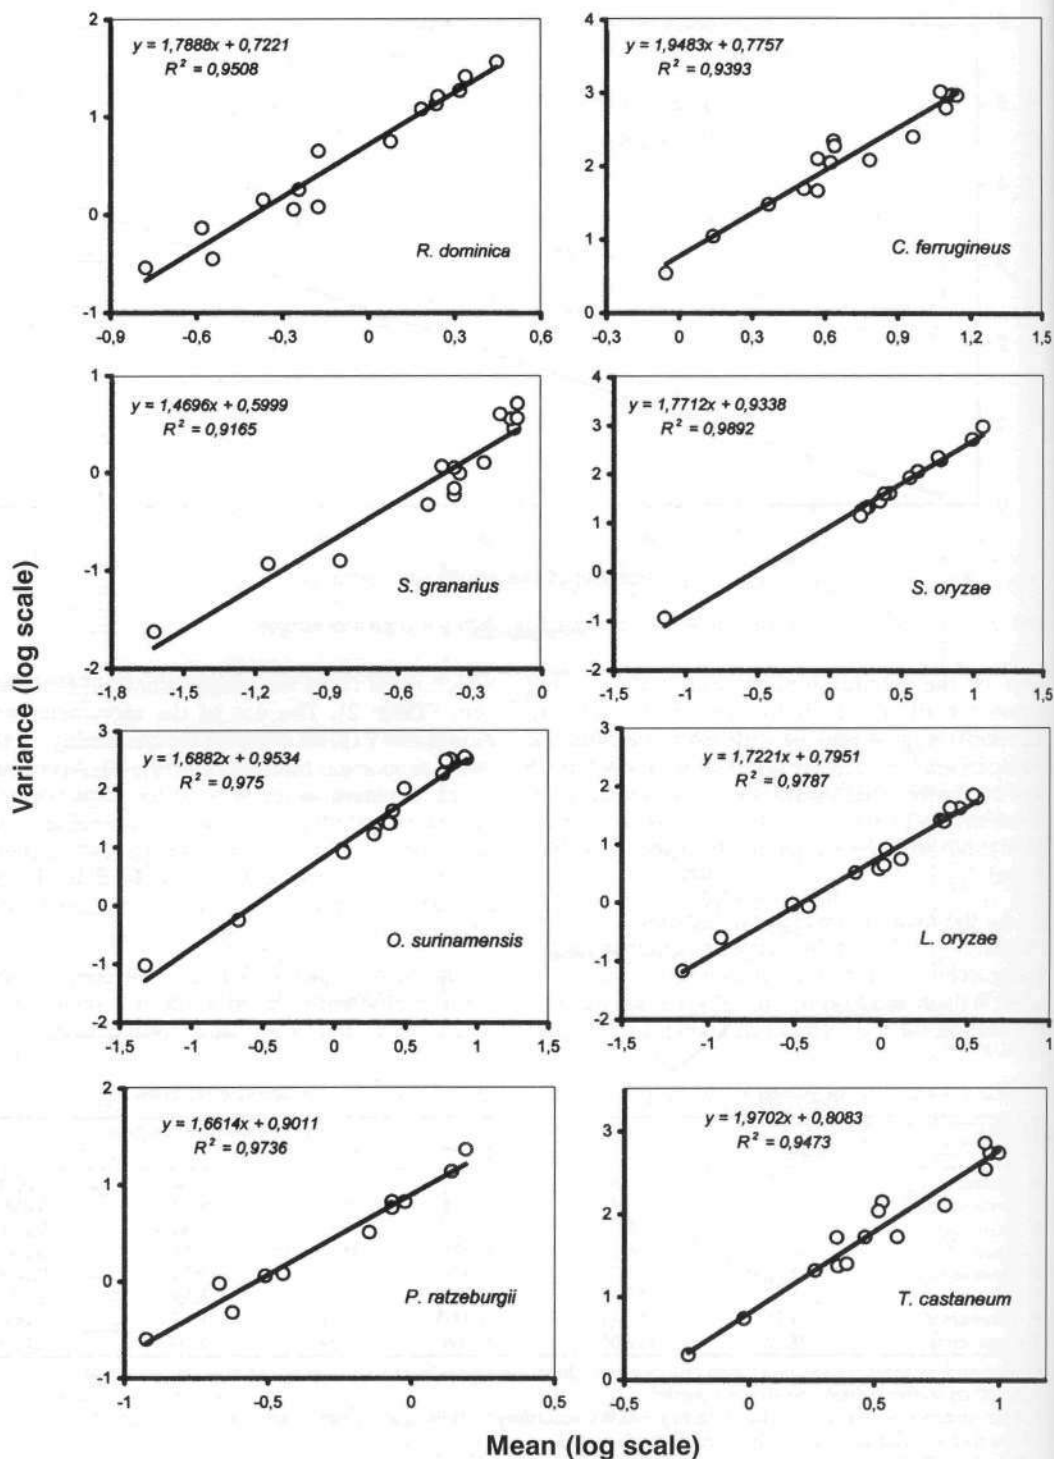 y = 1,7888x + 0,7221
R² = 0,9508
2
1
0
-1
-0,9 -0,6 -0,3 0 0,3 0,6
R. dominica
y = 1,9483x + 0,7757
R² = 0,9393
4
3
2
1
0
-0,3 0 0,3 0,6 0,9 1,2 1,5
C. ferrugineus
y = 1,4696x + 0,5999
R² = 0,9165
1
0
-1
-2
-1,8 -1,5 -1,2 -0,9 -0,6 -0,3 0
S. granarius
y = 1,7712x + 0,9338
R² = 0,9892
4
3
2
1
0
-1
-2
-1,5 -1 -0,5 0 0,5 1 1,5
S. oryzae
Variance (log scale)
y = 1,6882x + 0,9534
R² = 0,975
3
2
1
0
-1
-2
-1,5 -1 -0,5 0 0,5 1 1,5
O. surinamensis
y = 1,7221x + 0,7951
R² = 0,9787
3
2
1
0
-1
-2
-1,5 -1 -0,5 0 0,5 1
L. oryzae
y = 1,6614x + 0,9011
R² = 0,9736
2
1
0
-1
-1 -0,5 0 0,5
P. ratzeburgii
y = 1,9702x + 0,8083
R² = 0,9473
3
2
1
0
-0,5 0 0,5 1
T. castaneum
Mean (log scale)